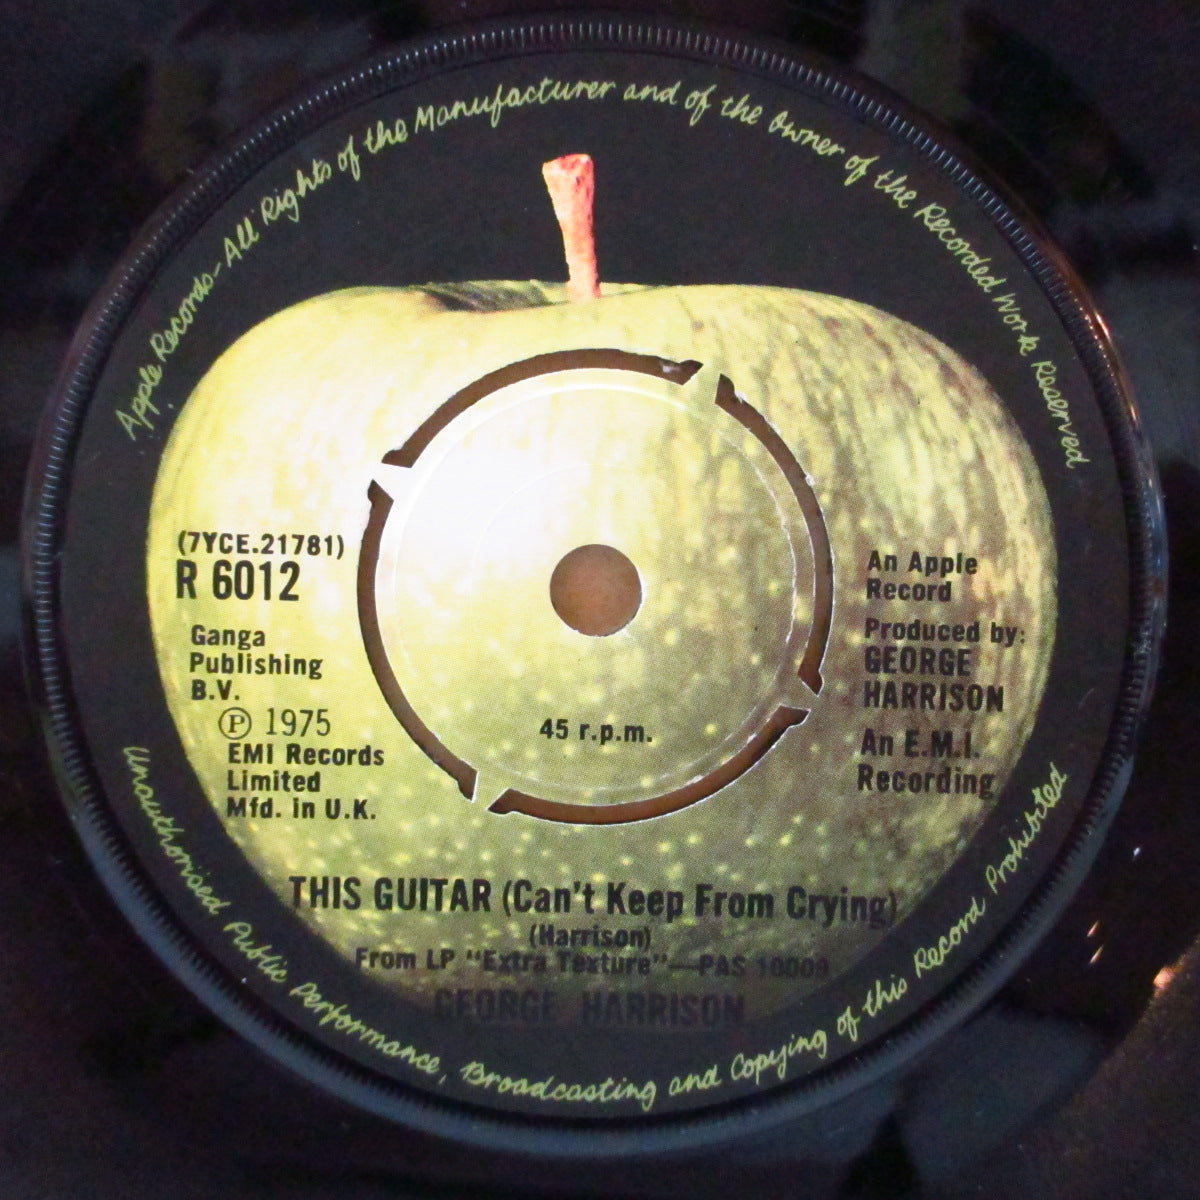 Apple Records-All Rights of the Manufacturer and of the Owner of the Recorded Work Reserved
(7YCE.21781)
R 6012
Ganga
Publishing
B.V.
Ⓟ 1975
EMI Records
Limited
Mfd. in U.K.
45 r.p.m.
An Apple
Record
Produced by:
GEORGE
HARRISON
An E.M.I.
Recording
THIS GUITAR (Can't Keep From Crying)
(Harrison)
From LP "Extra Texture"—PAS 10009
GEORGE HARRISON
Unauthorised Public Performance, Broadcasting and Copying of this Record Prohibited